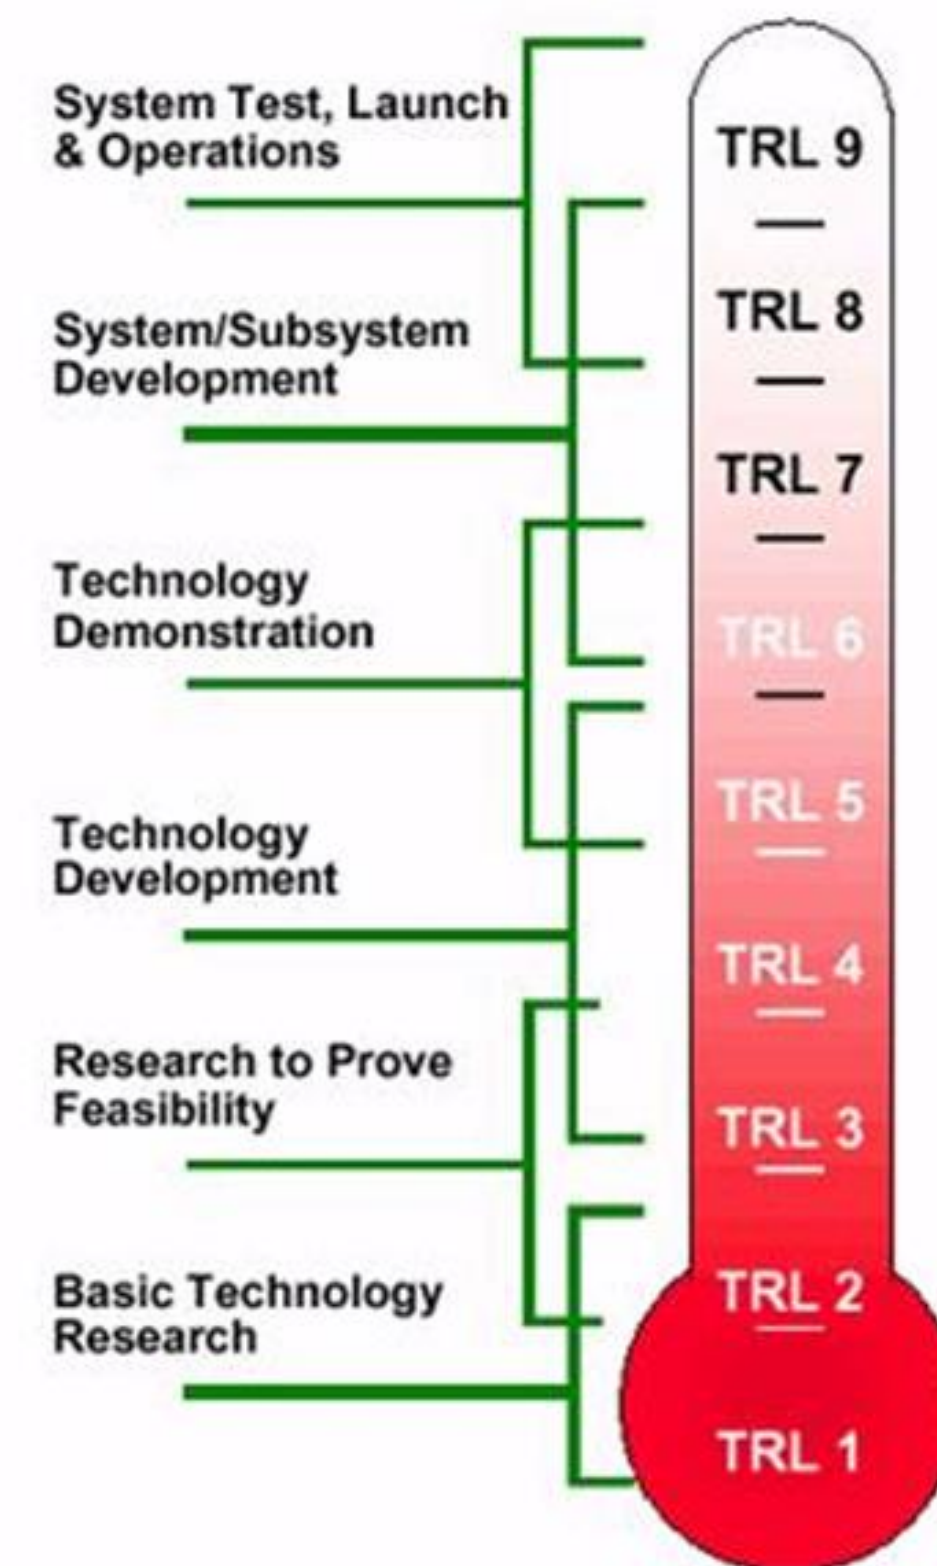 System Test, Launch
& Operations
System/Subsystem
Development
Technology
Demonstration
Technology
Development
Research to Prove
Feasibility
Basic Technology
Research
TRL 9
TRL 8
TRL 7
TRL 6
TRL 5
TRL 4
TRL 3
TRL 2
TRL 1